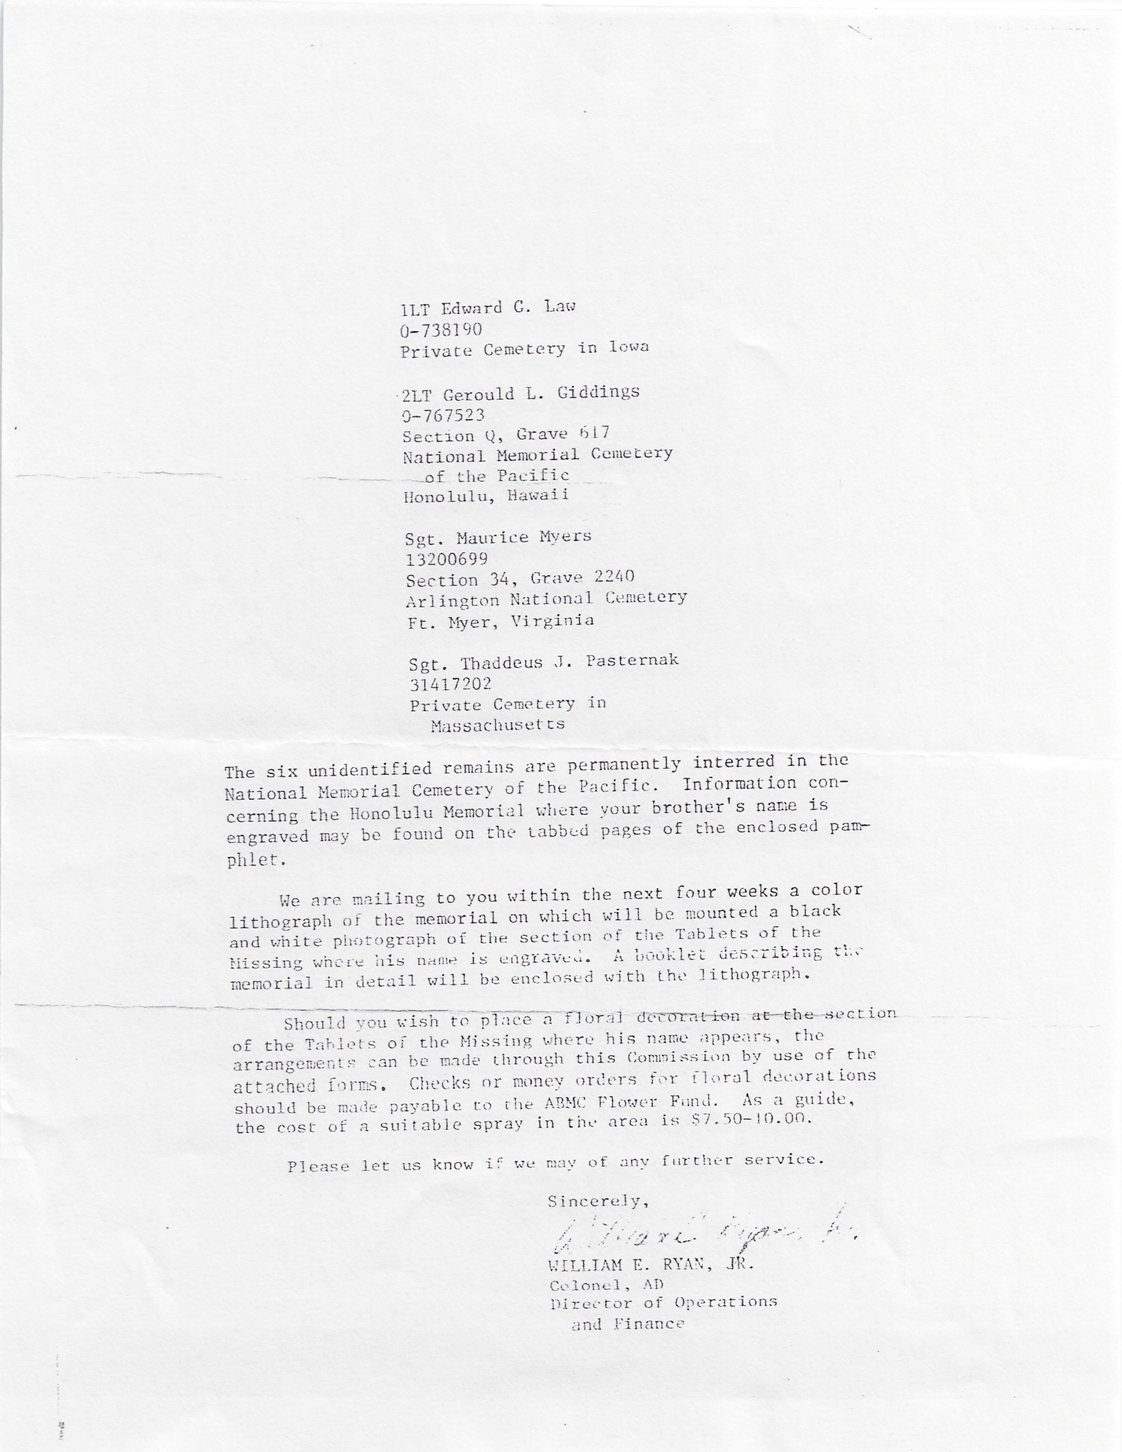 1LT Edward G. Law
0-738190
Private Cemetery in Iowa
2LT Gerould L. Giddings
0-767523
Section Q, Grave 617
National Memorial Cemetery
of the Pacific
Honolulu, Hawaii
Sgt. Maurice Myers
13200699
Section 34, Grave 2240
Arlington National Cemetery
Ft. Myer, Virginia
Sgt. Thaddeus J. Pasternak
31417202
Private Cemetery in
Massachusetts
The six unidentified remains are permanently interred in the
National Memorial Cemetery of the Pacific. Information con-
cerning the Honolulu Memorial where your brother's name is
engraved may be found on the tabbed pages of the enclosed pam-
phlet.
We are mailing to you within the next four weeks a color
lithograph of the memorial on which will be mounted a black
and white photograph of the section of the Tablets of the
Missing where his name is engraved. A booklet describing the
memorial in detail will be enclosed with the lithograph.
Should you wish to place a floral decoration at the section
of the Tablets of the Missing where his name appears, the
arrangements can be made through this Commission by use of the
attached forms. Checks or money orders for floral decorations
should be made payable to the ABMC Flower Fund. As a guide,
the cost of a suitable spray in the area is $7.50-10.00.
Please let us know if we may of any further service.
Sincerely,
William E. Ryan, Jr.
WILLIAM E. RYAN, JR.
Colonel, AD
Director of Operations
and Finance